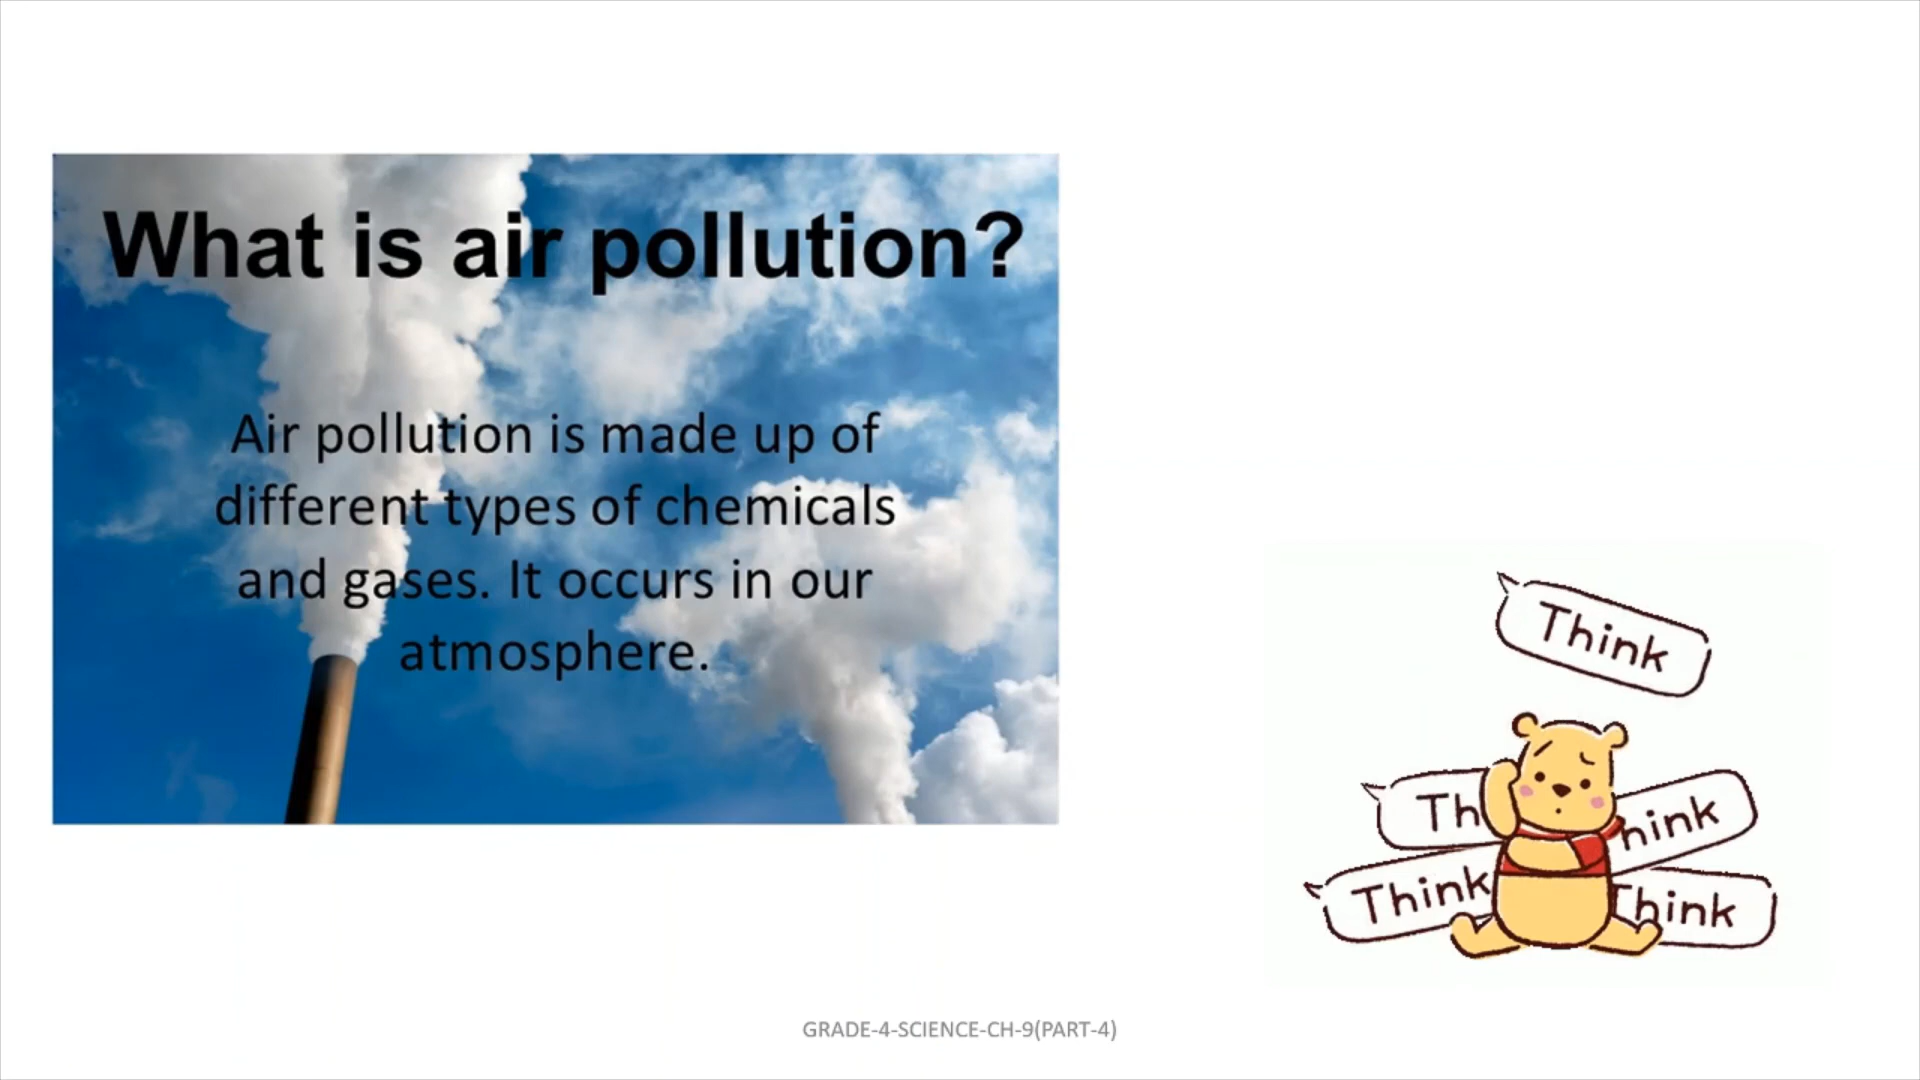 What is air pollution?
Air pollution is made up of
different types of chemicals
and gases. It occurs in our
atmosphere.
Think
Th
hink
Think
Think
GRADE-4-SCIENCE-CH-9(PART-4)